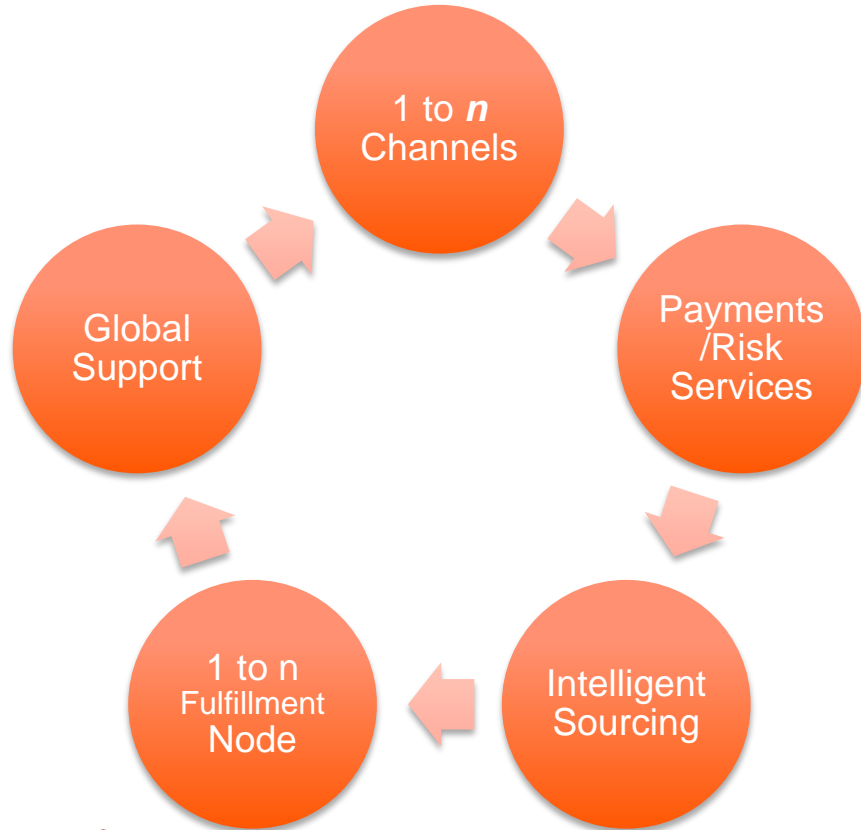 1 to n
Channels
Payments
/Risk
Services
Intelligent
Sourcing
1 to n
Fulfillment
Node
Global
Support